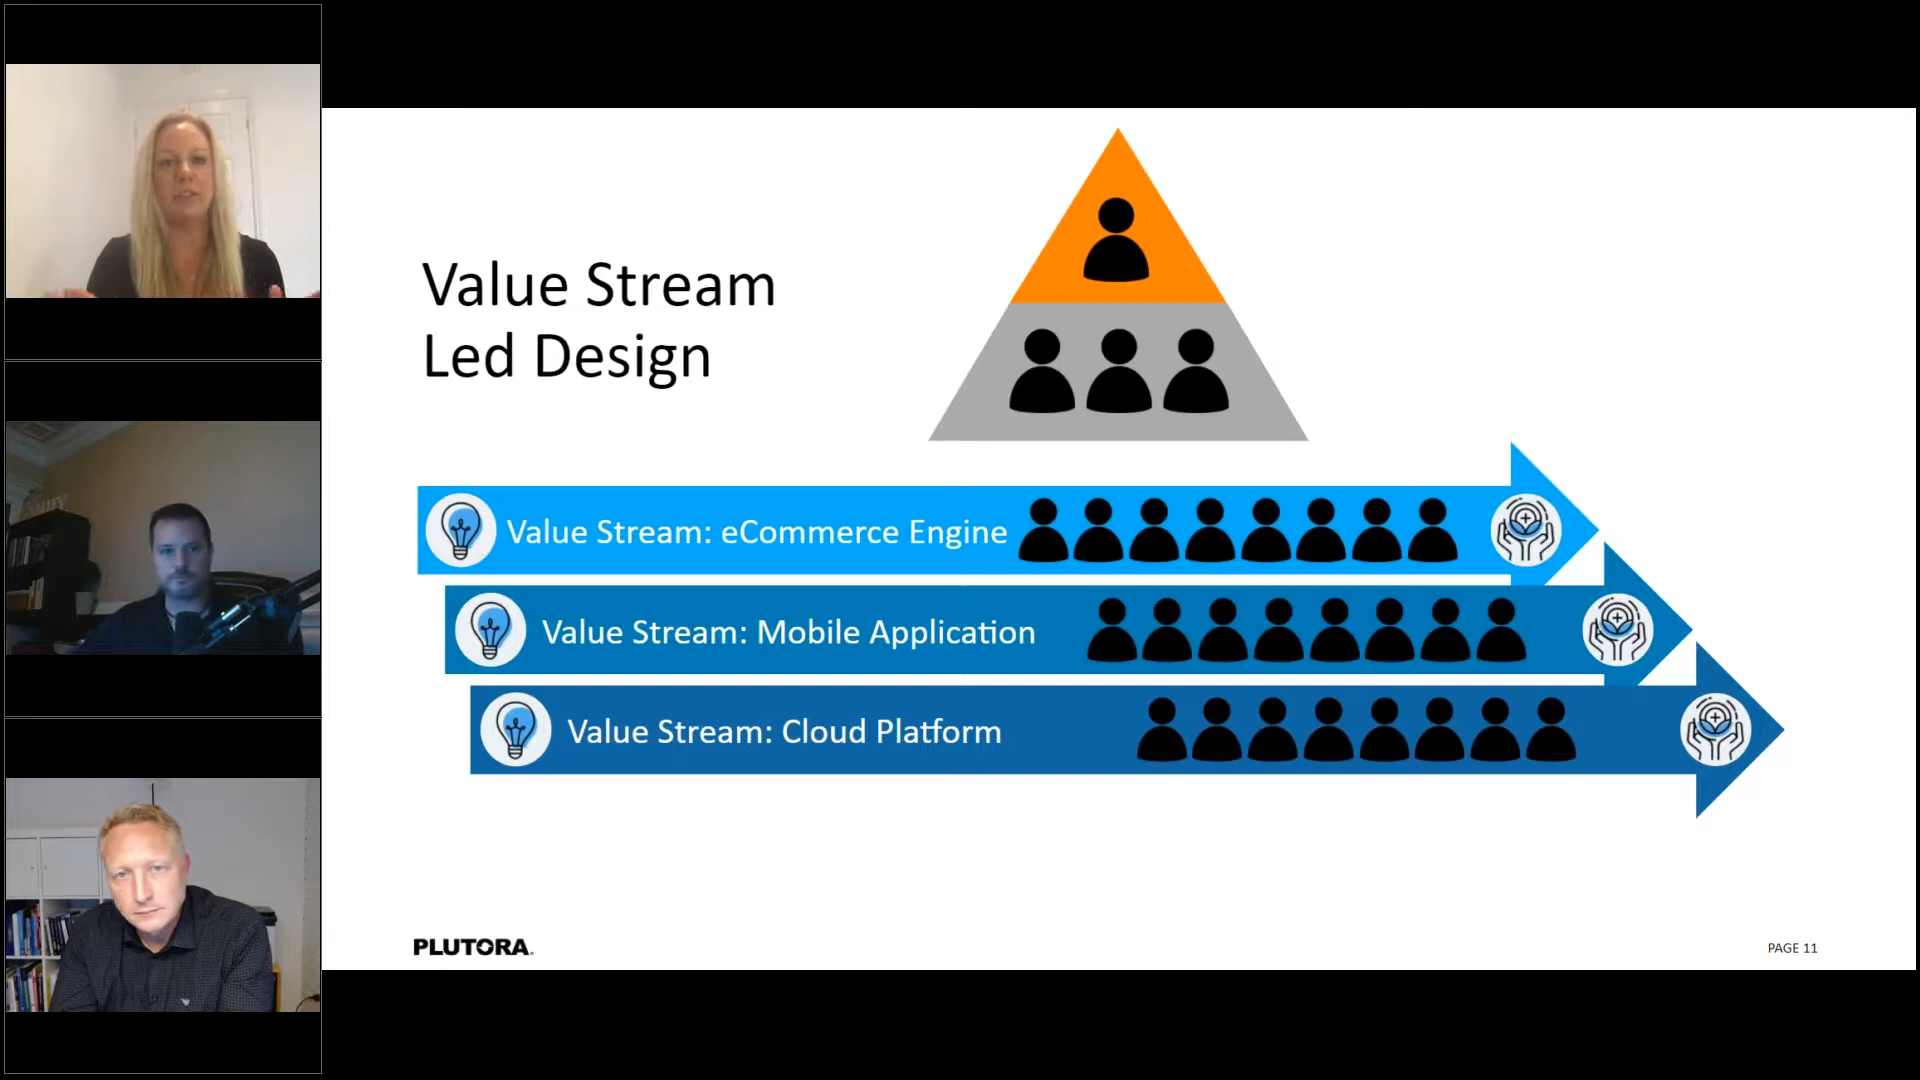 Value Stream
Led Design
Value Stream: eCommerce Engine
Value Stream: Mobile Application
Value Stream: Cloud Platform
PLUTORA.
PAGE 11